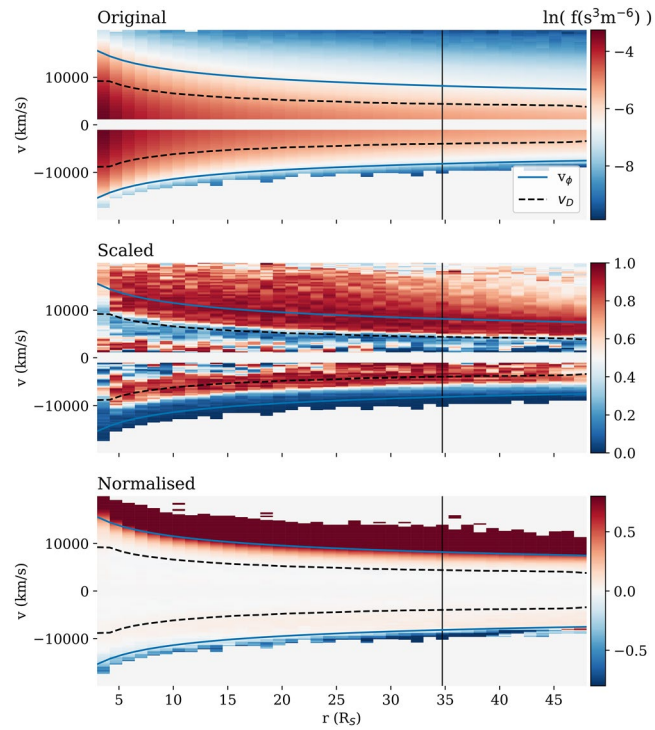 Original
ln( f(s³m⁻⁶) )
10000
0
−10000
v (km/s)
v_ϕ
v_D
−4
−6
−8
Scaled
10000
0
−10000
v (km/s)
1.0
0.8
0.6
0.4
0.2
0.0
Normalised
10000
0
−10000
v (km/s)
0.5
0.0
−0.5
5 10 15 20 25 30 35 40 45
r (R_S)